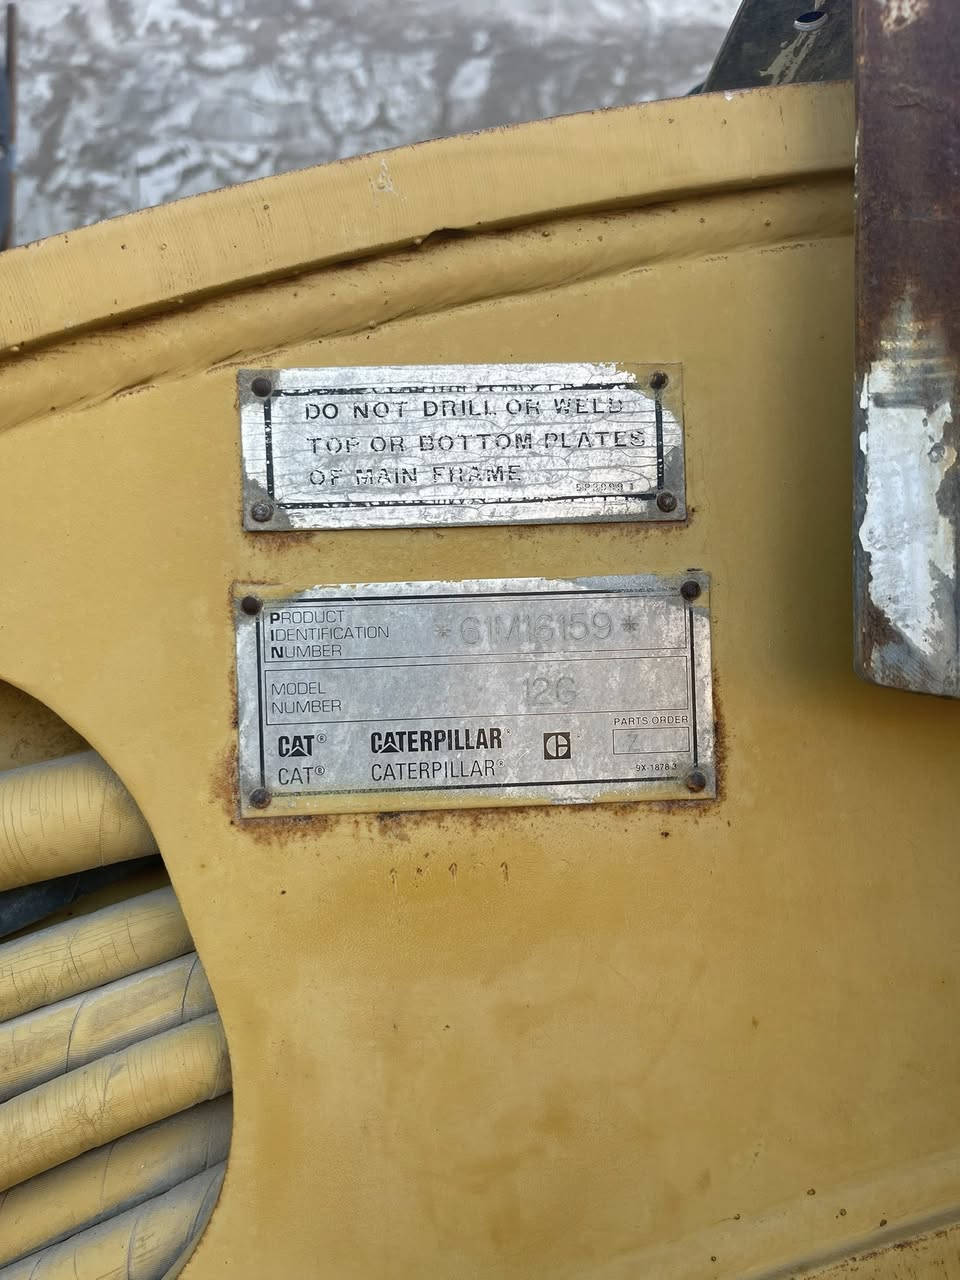 DO NOT DRILL OR WELD
TOP OR BOTTOM PLATES
OF MAIN FRAME
PRODUCT
IDENTIFICATION
NUMBER
*61M16159*
MODEL
NUMBER
12G
CAT® CATERPILLAR®
CAT® CATERPILLAR®
PARTS ORDER
Z
9X-1878 3